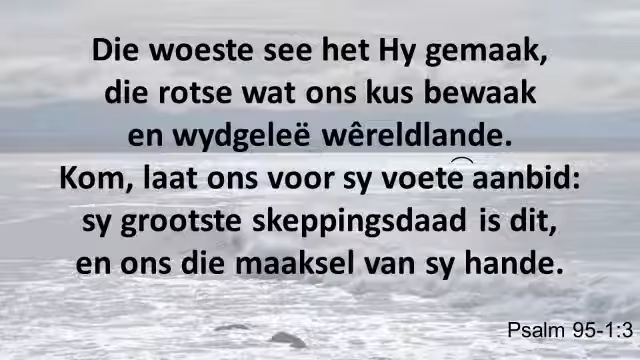 Die woeste see het Hy gemaak,
die rotse wat ons kus bewaak
en wydgeleë wêreldlande.
Kom, laat ons voor sy voete aanbid:
sy grootste skeppingsdaad is dit,
en ons die maaksel van sy hande.
Psalm 95-1:3